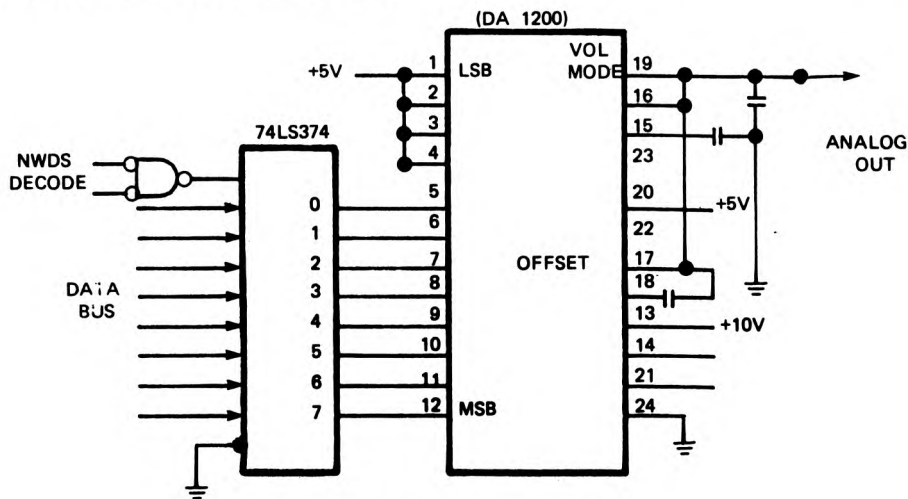 (DA 1200)
+5V
1 LSB
2
3
4
5
6
7
8
9
10
11
12 MSB
VOL
MODE
19
16
15
23
20 +5V
22
OFFSET
17
18
13 +10V
14
21
24
ANALOG
OUT
74LS374
NWDS
DECODE
0
1
2
3
4
5
6
7
DATA
BUS